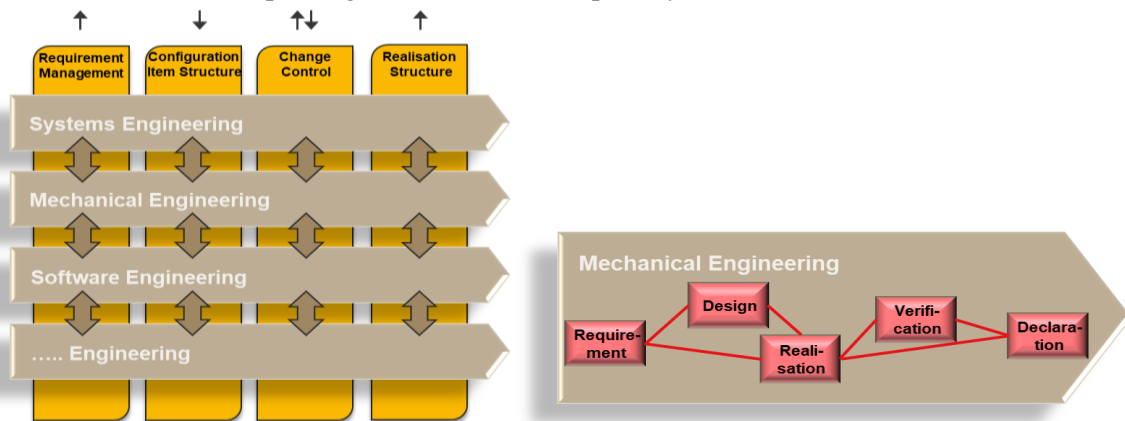 Requirement
Management
Configuration
Item Structure
Change
Control
Realisation
Structure
Systems Engineering
Mechanical Engineering
Software Engineering
..... Engineering
Mechanical Engineering
Design
Require-
ment
Reali-
sation
Verifi-
cation
Declara-
tion